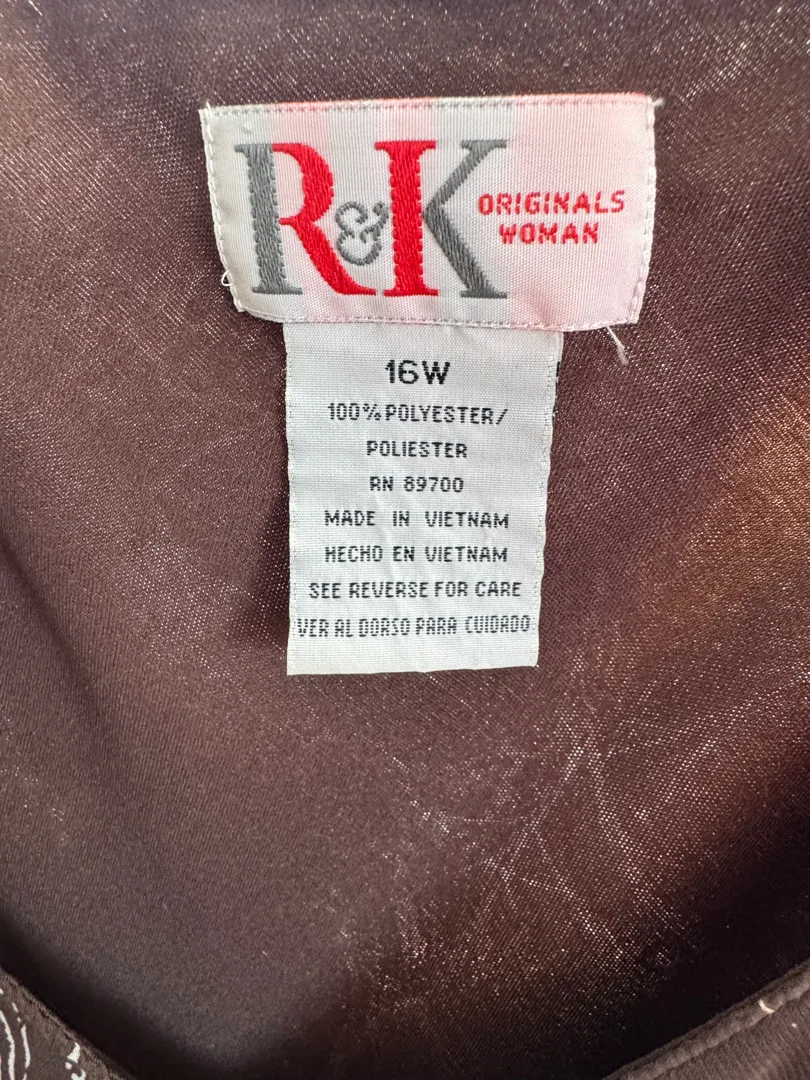 R&K ORIGINALS
WOMAN
16W
100% POLYESTER/
POLIESTER
RN 89700
MADE IN VIETNAM
HECHO EN VIETNAM
SEE REVERSE FOR CARE
VER AL DORSO PARA CUIDADO